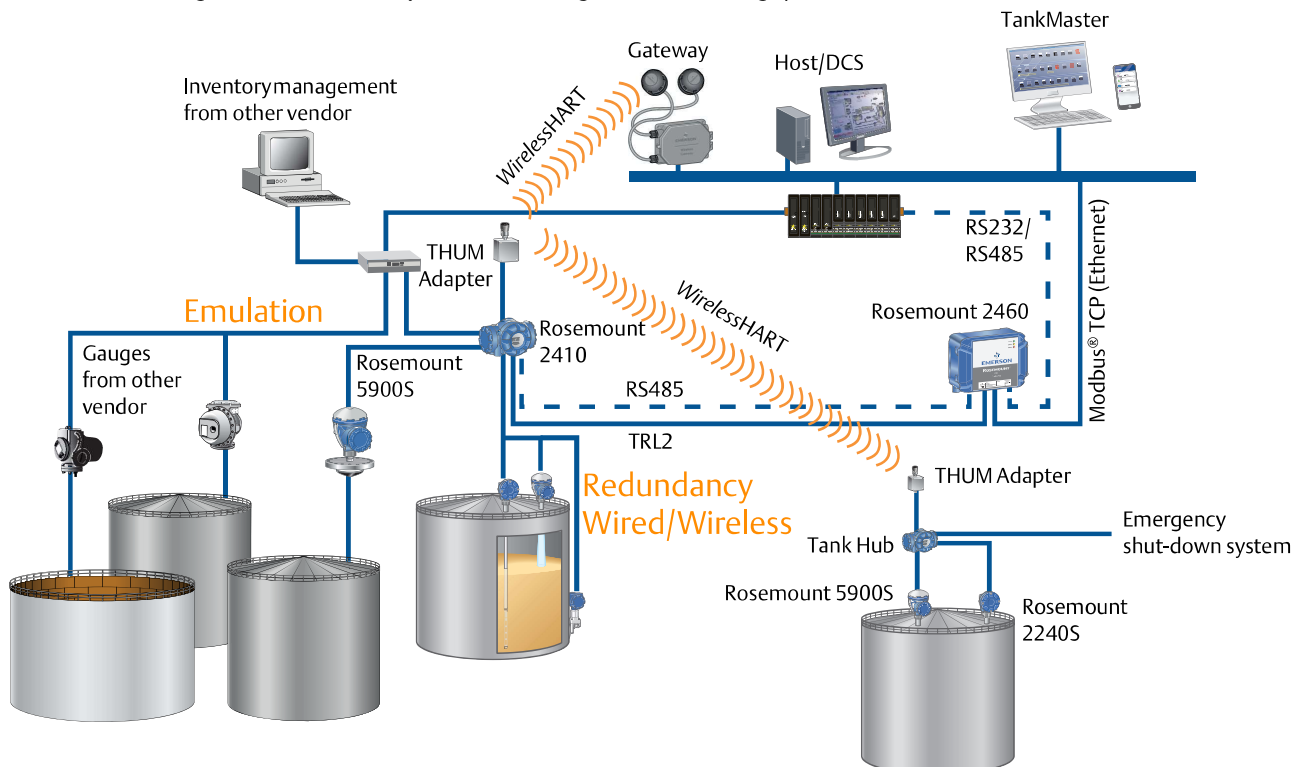 TankMaster
Gateway
Host/DCS
Inventory management
from other vendor
WirelessHART
THUM
Adapter
RS232/
RS485
Modbus® TCP (Ethernet)
Emulation
WirelessHART
Rosemount 2460
Rosemount
2410
Gauges
from other
vendor
Rosemount
5900S
EMERSON
ROSEMOUNT
RS485
TRL2
Redundancy
Wired/Wireless
THUM Adapter
Tank Hub
Emergency
shut-down system
Rosemount 5900S
Rosemount
2240S